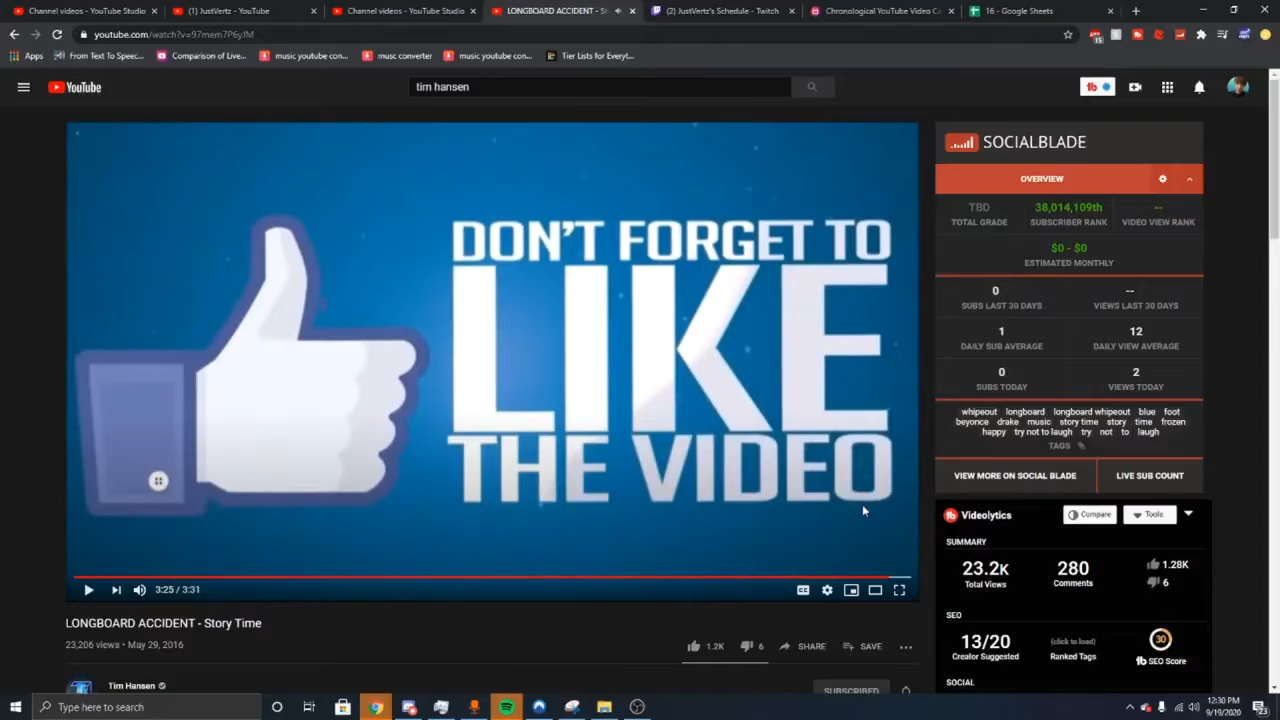 Channel videos - YouTube Studio
(1) JustVertz - YouTube
Channel videos - YouTube Studio
LONGBOARD ACCIDENT - St
(2) JustVertz's Schedule - Twitch
Chronological YouTube Video Ca
16 - Google Sheets
youtube.com/watch?v=97mem7P6yJM
15
Apps
From Text To Speec...
Comparison of Live...
music youtube con...
musc converter
music youtube con...
Tier Lists for Everyt...
YouTube
tim hansen
tb
DON'T FORGET TO
LIKE
THE VIDEO
3:25 / 3:31
CC
LONGBOARD ACCIDENT - Story Time
23,206 views • May 29, 2016
1.2K
6
SHARE
SAVE
Tim Hansen
SUBSCRIBED
SOCIALBLADE
OVERVIEW
TBD
TOTAL GRADE
38,014,109th
SUBSCRIBER RANK
--
VIDEO VIEW RANK
$0 - $0
ESTIMATED MONTHLY
0
SUBS LAST 30 DAYS
--
VIEWS LAST 30 DAYS
1
DAILY SUB AVERAGE
12
DAILY VIEW AVERAGE
0
SUBS TODAY
2
VIEWS TODAY
whipeout longboard longboard whipeout blue foot
beyonce drake music story time story time frozen
happy try not to laugh try not to laugh
TAGS
VIEW MORE ON SOCIAL BLADE
LIVE SUB COUNT
tb Videolytics
Compare
Tools
SUMMARY
23.2K
Total Views
280
Comments
1.28K
6
SEO
13/20
Creator Suggested
(click to load)
Ranked Tags
30
tb SEO Score
SOCIAL
Type here to search
12:30 PM
9/19/2020
23